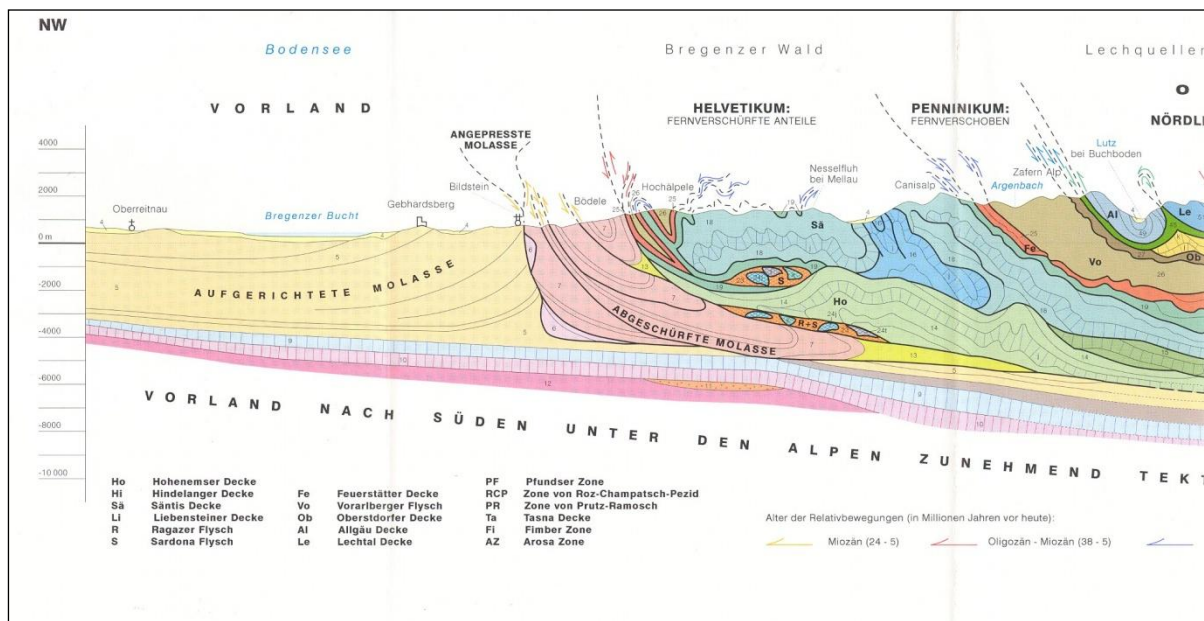 NW
Bodensee
Bregenzer Wald
Lechqueller
O
VORLAND
HELVETIKUM:
FERNVERSCHÜRFTE ANTEILE
PENNINIKUM:
FERNVERSCHOBEN
NÖRDLI
ANGEPRESSTE
MOLASSE
Lutz
bei Buchboden
Nesselfluh
bei Mellau
Zafern Alp
Argenbach
Canisalp
Hochälpele
Bödele
Bildstein
Gebhardsberg
Oberreitnau
Bregenzer Bucht
4000
2000
0 m
-2000
-4000
-6000
-8000
-10 000
AUFGERICHTETE MOLASSE
ABGESCHÜRFTE MOLASSE
Sä
S
Ho
R+S
Fe
Vo
Al
Le
Ob
VORLAND NACH SÜDEN UNTER DEN ALPEN ZUNEHMEND TEKT
Ho Hohenemser Decke
Hi Hindelanger Decke
Sä Säntis Decke
Li Liebensteiner Decke
R Ragazer Flysch
S Sardona Flysch
Fe Feuerstätter Decke
Vo Vorarlberger Flysch
Ob Oberstdorfer Decke
Al Allgäu Decke
Le Lechtal Decke
PF Pfundser Zone
RCP Zone von Roz-Champatsch-Pezid
PR Zone von Prutz-Ramosch
Ta Tasna Decke
Fi Fimber Zone
AZ Arosa Zone
Alter der Relativbewegungen (in Millionen Jahren vor heute):
Miozän (24 - 5)
Oligozän - Miozän (38 - 5)